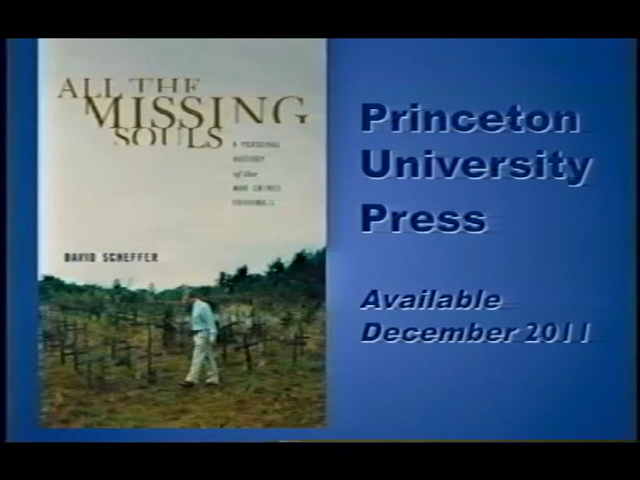 ALL THE
MISSING
SOULS
A PERSONAL
HISTORY
of the
WAR CRIMES
TRIBUNALS
DAVID SCHEFFER
Princeton
University
Press
Available
December 2011